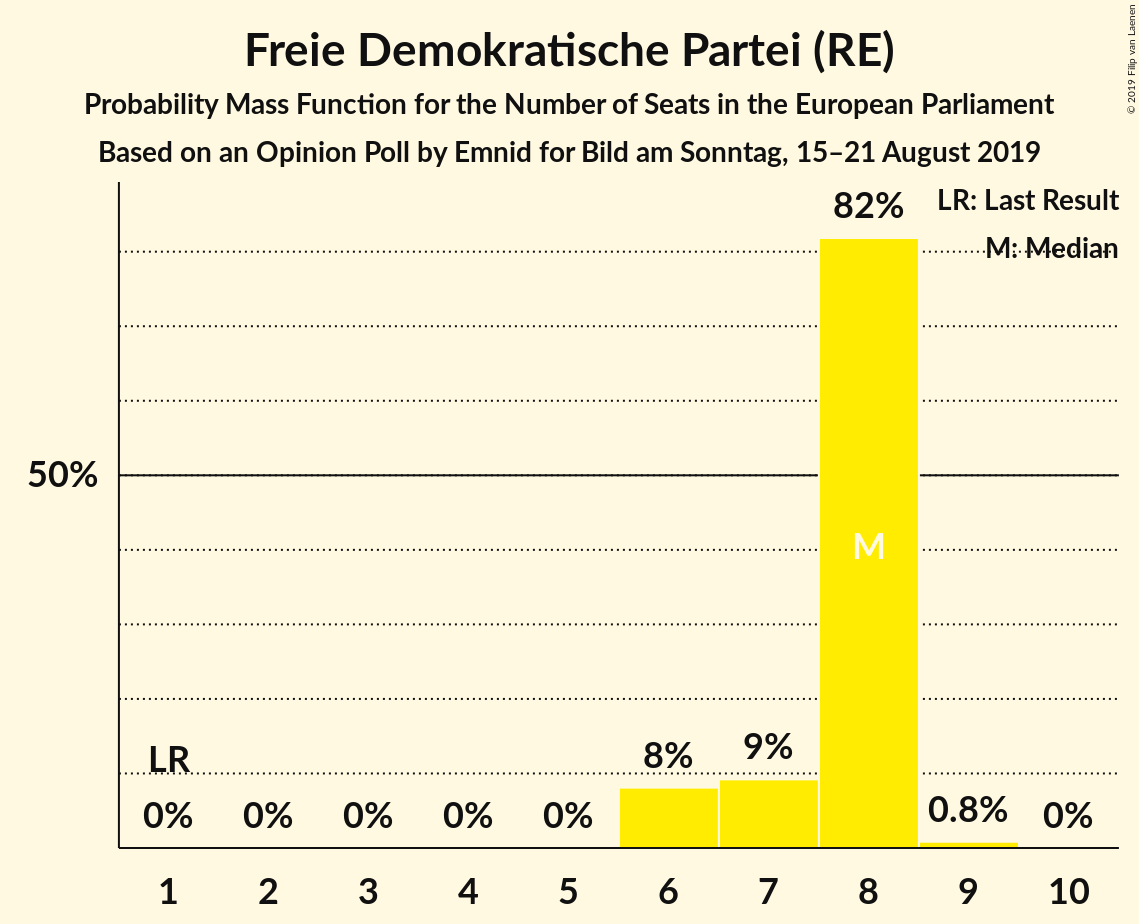 Freie Demokratische Partei (RE)
Probability Mass Function for the Number of Seats in the European Parliament
Based on an Opinion Poll by Emnid for Bild am Sonntag, 15–21 August 2019
© 2019 Filip van Laenen
LR: Last Result
M: Median
82%
50%
M
LR
8%
9%
0%
0%
0%
0%
0%
0.8%
0%
1 2 3 4 5 6 7 8 9 10